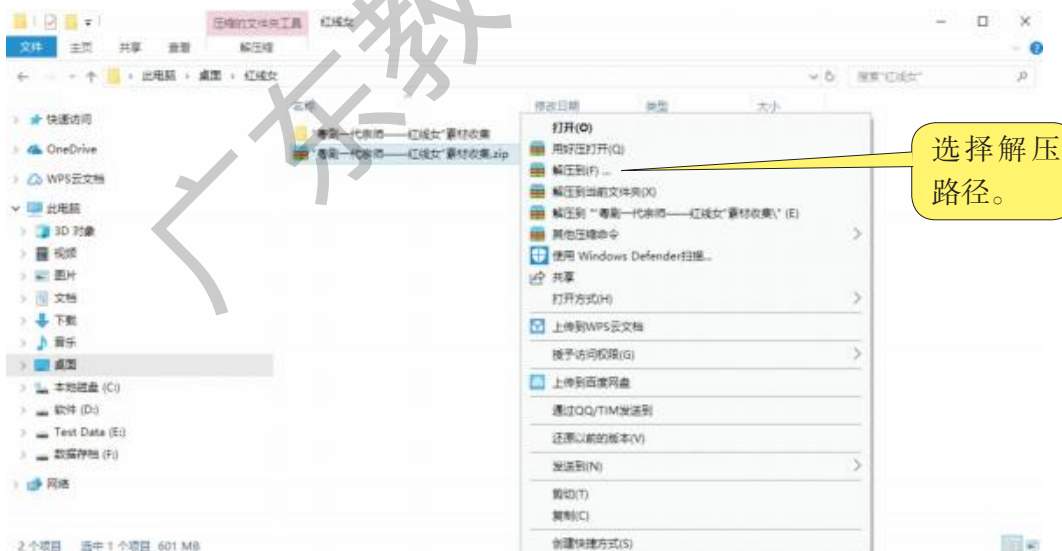 压缩的文件夹工具 红线女
文件 主页 共享 查看 解压缩
此电脑 桌面 红线女
搜索"红线女"
名称 修改日期 类型 大小
快速访问
OneDrive
WPS云文档
此电脑
3D 对象
视频
图片
文档
下载
音乐
桌面
本地磁盘 (C:)
软件 (D:)
Test Data (E:)
数据存档 (F:)
网络
"粤剧一代宗师——红线女"素材收集
"粤剧一代宗师——红线女"素材收集.zip
打开(O)
用好压打开(Q)
解压到(F) ...
解压到当前文件夹(X)
解压到 "“粤剧一代宗师——红线女”素材收集\" (E)
其他压缩命令
使用 Windows Defender扫描...
共享
打开方式(H)
上传到WPS云文档
授予访问权限(G)
上传到百度网盘
通过QQ/TIM发送到
还原以前的版本(V)
发送到(N)
剪切(T)
复制(C)
创建快捷方式(S)
选择解压
路径。
2 个项目 选中 1 个项目 601 MB
广东教